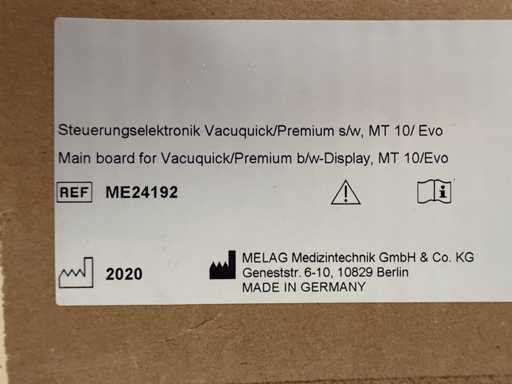 Steuerungselektronik Vacuquick/Premium s/w, MT 10/ Evo
Main board for Vacuquick/Premium b/w-Display, MT 10/Evo
REF ME24192
2020
MELAG Medizintechnik GmbH & Co. KG
Geneststr. 6-10, 10829 Berlin
MADE IN GERMANY